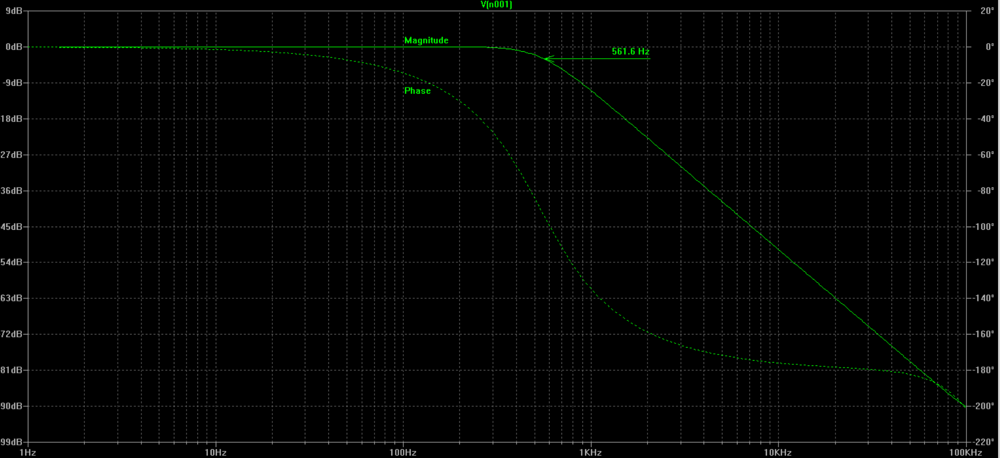 V(n001)
9dB 20°
Magnitude
0dB 0°
561.6 Hz
-9dB -20°
Phase
-18dB -40°
-27dB -60°
-36dB -80°
-45dB -100°
-54dB -120°
-63dB -140°
-72dB -160°
-81dB -180°
-90dB -200°
-99dB -220°
1Hz 10Hz 100Hz 1KHz 10KHz 100KHz